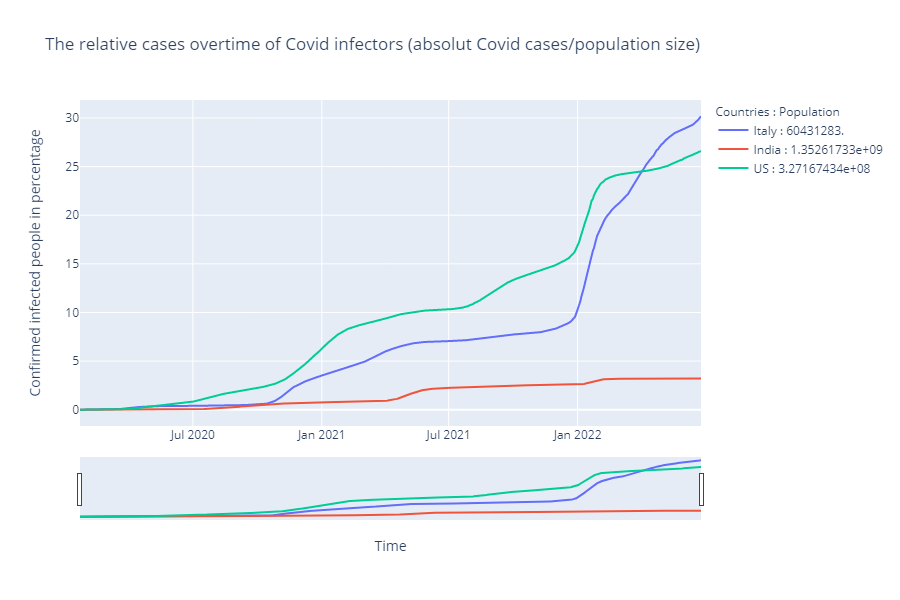 The relative cases overtime of Covid infectors (absolut Covid cases/population size)
Confirmed infected people in percentage
30
25
20
15
10
5
0
Jul 2020
Jan 2021
Jul 2021
Jan 2022
Time
Countries : Population
Italy : 60431283.
India : 1.35261733e+09
US : 3.27167434e+08